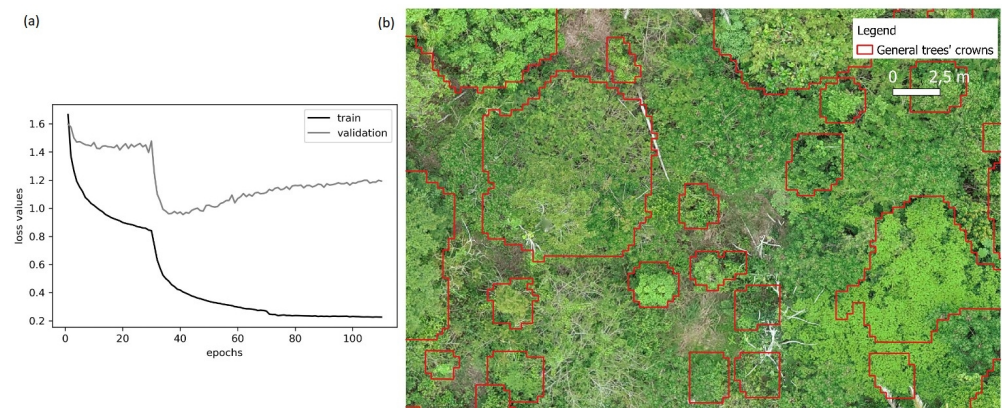 (a)
(b)
train
validation
1.6
1.4
1.2
1.0
0.8
0.6
0.4
0.2
loss values
0
20
40
60
80
100
epochs
Legend
General trees' crowns
0
2,5 m